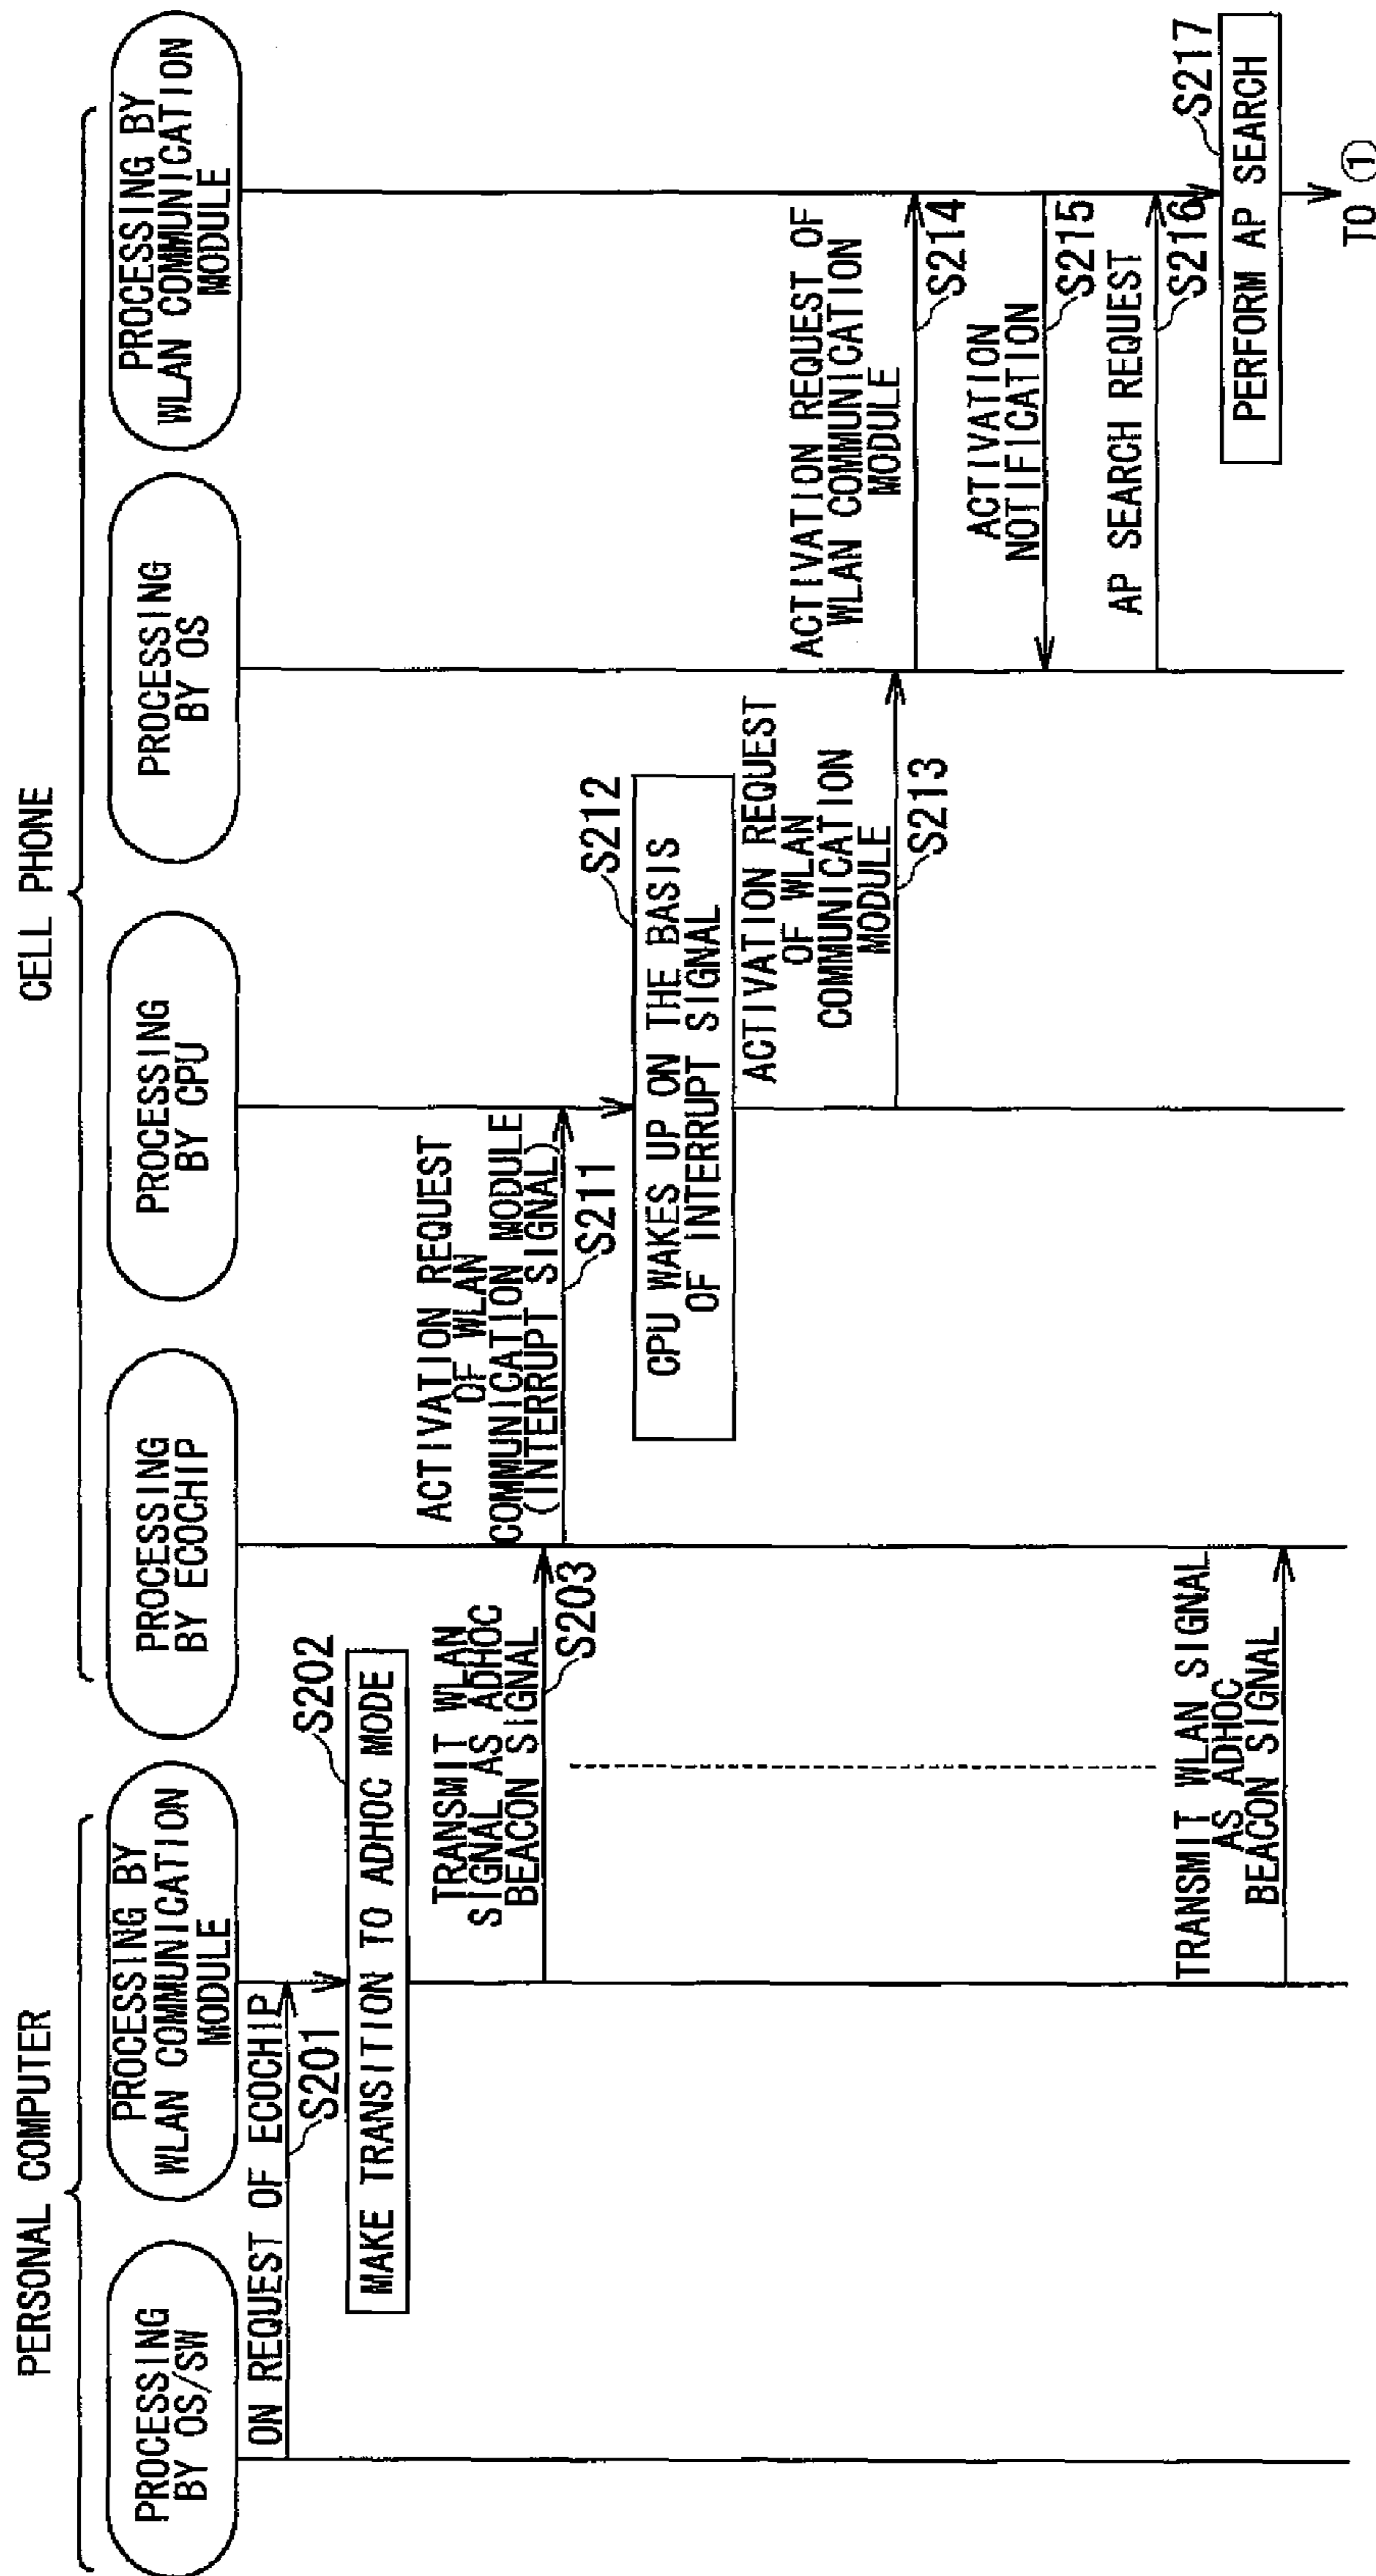 PERSONAL COMPUTER
CELL PHONE
PROCESSING
BY OS/SW
PROCESSING BY
WLAN COMMUNICATION
MODULE
PROCESSING
BY ECOCHIP
PROCESSING
BY CPU
PROCESSING
BY OS
PROCESSING BY
WLAN COMMUNICATION
MODULE
ON REQUEST OF ECOCHIP
S201
S202
MAKE TRANSITION TO ADHOC MODE
TRANSMIT WLAN
SIGNAL AS ADHOC
BEACON SIGNAL
S203
ACTIVATION REQUEST
OF WLAN
COMMUNICATION MODULE
(INTERRUPT SIGNAL)
S211
S212
CPU WAKES UP ON THE BASIS
OF INTERRUPT SIGNAL
ACTIVATION REQUEST
OF WLAN
COMMUNICATION
MODULE
S213
ACTIVATION REQUEST OF
WLAN COMMUNICATION
MODULE
S214
ACTIVATION
NOTIFICATION
S215
AP SEARCH REQUEST
S216
S217
PERFORM AP SEARCH
TRANSMIT WLAN SIGNAL
AS ADHOC
BEACON SIGNAL
TO ①